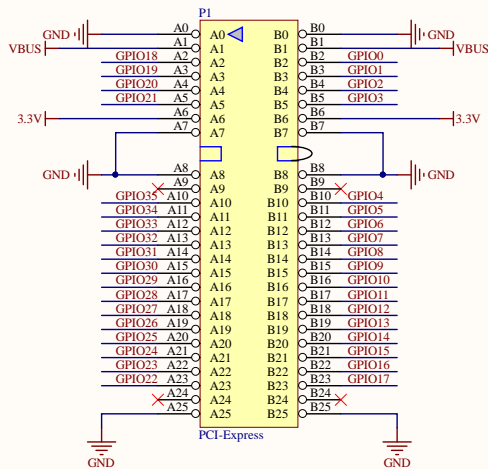 P1
GND A0 A0 B0 B0 GND
VBUS A1 A1 B1 B1 VBUS
GPIO18 A2 A2 B2 B2 GPIO0
GPIO19 A3 A3 B3 B3 GPIO1
GPIO20 A4 A4 B4 B4 GPIO2
GPIO21 A5 A5 B5 B5 GPIO3
3.3V A6 A6 B6 B6 3.3V
A7 A7 B7 B7
GND A8 A8 B8 B8 GND
A9 A9 B9 B9
GPIO35 A10 A10 B10 B10 GPIO4
GPIO34 A11 A11 B11 B11 GPIO5
GPIO33 A12 A12 B12 B12 GPIO6
GPIO32 A13 A13 B13 B13 GPIO7
GPIO31 A14 A14 B14 B14 GPIO8
GPIO30 A15 A15 B15 B15 GPIO9
GPIO29 A16 A16 B16 B16 GPIO10
GPIO28 A17 A17 B17 B17 GPIO11
GPIO27 A18 A18 B18 B18 GPIO12
GPIO26 A19 A19 B19 B19 GPIO13
GPIO25 A20 A20 B20 B20 GPIO14
GPIO24 A21 A21 B21 B21 GPIO15
GPIO23 A22 A22 B22 B22 GPIO16
GPIO22 A23 A23 B23 B23 GPIO17
A24 A24 B24 B24
A25 A25 B25 B25
PCI-Express
GND GND